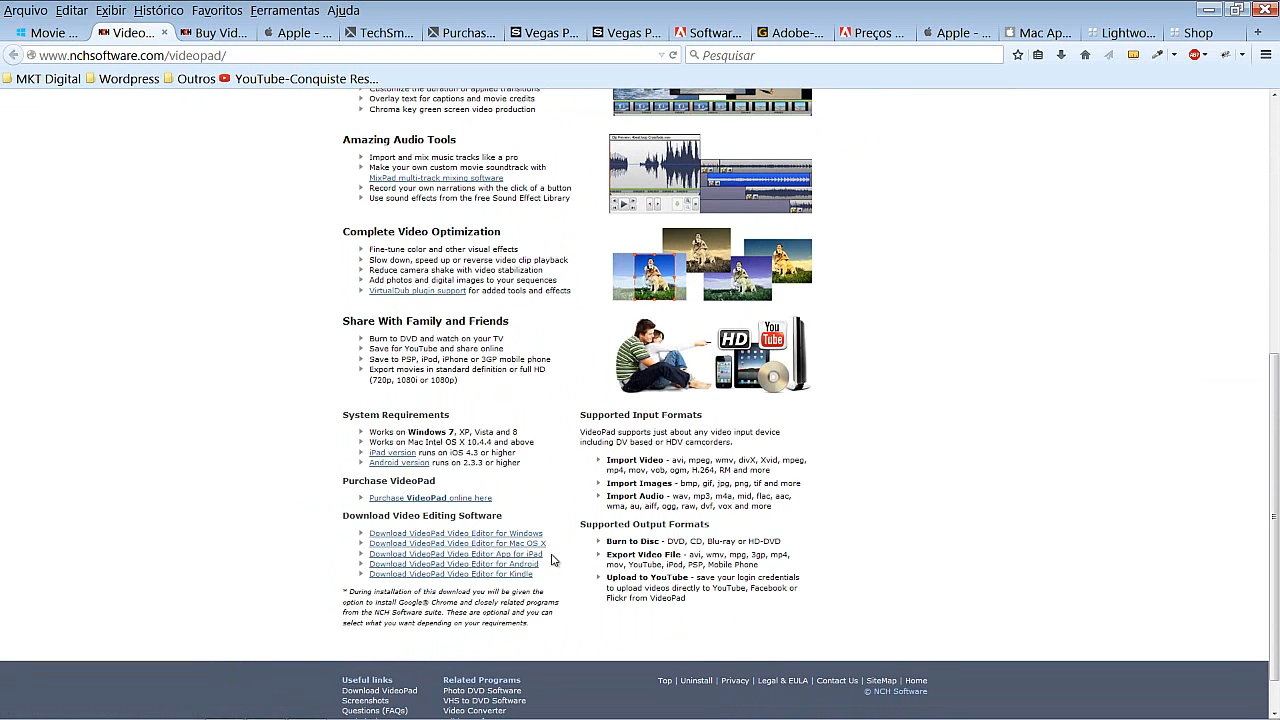 Arquivo Editar Exibir Histórico Favoritos Ferramentas Ajuda
Movie ... Video... Buy Vid... Apple - ... TechSm... Purchas... Vegas P... Vegas P... Softwar... Adobe-... Preços ... Apple - ... Mac Ap... Lightwo... Shop
www.nchsoftware.com/videopad/ Pesquisar
MKT Digital Wordpress Outros YouTube-Conquiste Res...
Customize the duration of applied transitions
Overlay text for captions and movie credits
Chroma key green screen video production
Amazing Audio Tools
Import and mix music tracks like a pro
Make your own custom movie soundtrack with
MixPad multi-track mixing software
Record your own narrations with the click of a button
Use sound effects from the free Sound Effect Library
Complete Video Optimization
Fine-tune color and other visual effects
Slow down, speed up or reverse video clip playback
Reduce camera shake with video stabilization
Add photos and digital images to your sequences
VirtualDub plugin support for added tools and effects
Share With Family and Friends
Burn to DVD and watch on your TV
Save for YouTube and share online
Save to PSP, iPod, iPhone or 3GP mobile phone
Export movies in standard definition or full HD
(720p, 1080i or 1080p)
HD
You
Tube
System Requirements
Works on Windows 7, XP, Vista and 8
Works on Mac Intel OS X 10.4.4 and above
iPad version runs on iOS 4.3 or higher
Android version runs on 2.3.3 or higher
Purchase VideoPad
Purchase VideoPad online here
Download Video Editing Software
Download VideoPad Video Editor for Windows
Download VideoPad Video Editor for Mac OS X
Download VideoPad Video Editor App for iPad
Download VideoPad Video Editor for Android
Download VideoPad Video Editor for Kindle
* During installation of this download you will be given the
option to install Google® Chrome and closely related programs
from the NCH Software suite. These are optional and you can
select what you want depending on your requirements.
Supported Input Formats
VideoPad supports just about any video input device
including DV based or HDV camcorders.
Import Video - avi, mpeg, wmv, divX, Xvid, mpeg,
mp4, mov, vob, ogm, H.264, RM and more
Import Images - bmp, gif, jpg, png, tif and more
Import Audio - wav, mp3, m4a, mid, flac, aac,
wma, au, aiff, ogg, raw, dvf, vox and more
Supported Output Formats
Burn to Disc - DVD, CD, Blu-ray or HD-DVD
Export Video File - avi, wmv, mpg, 3gp, mp4,
mov, YouTube, iPod, PSP, Mobile Phone
Upload to YouTube - save your login credentials
to upload videos directly to YouTube, Facebook or
Flickr from VideoPad
Useful links
Download VideoPad
Screenshots
Questions (FAQs)
Related Programs
Photo DVD Software
VHS to DVD Software
Video Converter
Top | Uninstall | Privacy | Legal & EULA | Contact Us | SiteMap | Home
© NCH Software